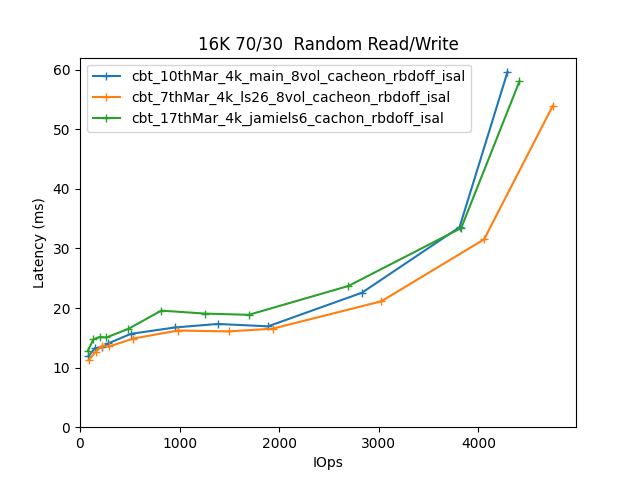 16K 70/30  Random Read/Write
cbt_10thMar_4k_main_8vol_cacheon_rbdoff_isal
cbt_7thMar_4k_ls26_8vol_cacheon_rbdoff_isal
cbt_17thMar_4k_jamiels6_cachon_rbdoff_isal
Latency (ms)
60
50
40
30
20
10
0
0 1000 2000 3000 4000
IOps